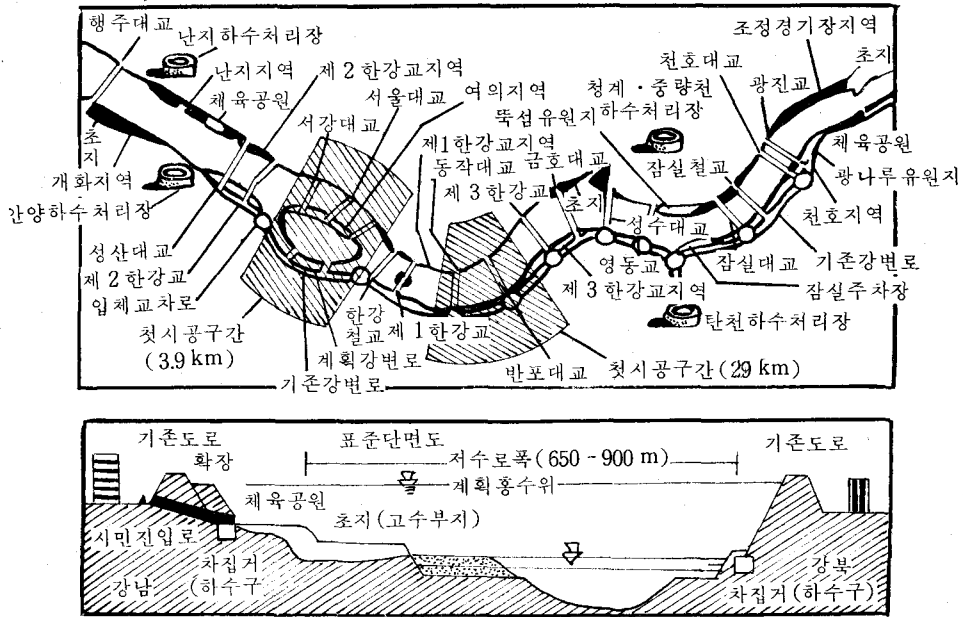 행주대교
난지하수처리장
난지지역
체육공원
제2한강교지역
서울대교
여의지역
서강대교
제1한강교지역
동작대교
제3한강교
금호대교
청계·중량천
하수처리장
뚝섬유원지
천호대교
조정경기장지역
초지
광진교
잠실철교
체육공원
광나루유원지
천호지역
초지
개화지역
안양하수처리장
성산대교
제2한강교
입체교차로
첫시공구간
(3.9 km)
계획강변로
기존강변로
한강
철교
제1한강교
초지
성수대교
영동교
제3한강교지역
잠실대교
기존강변로
잠실주차장
탄천하수처리장
반포대교
첫시공구간(29 km)
기존도로
확장
표준단면도
기존도로
저수로폭(650-900 m)
계획홍수위
체육공원
초지(고수부지)
시민진입로
차집거
(하수구
강남
강북
차집거(하수구)